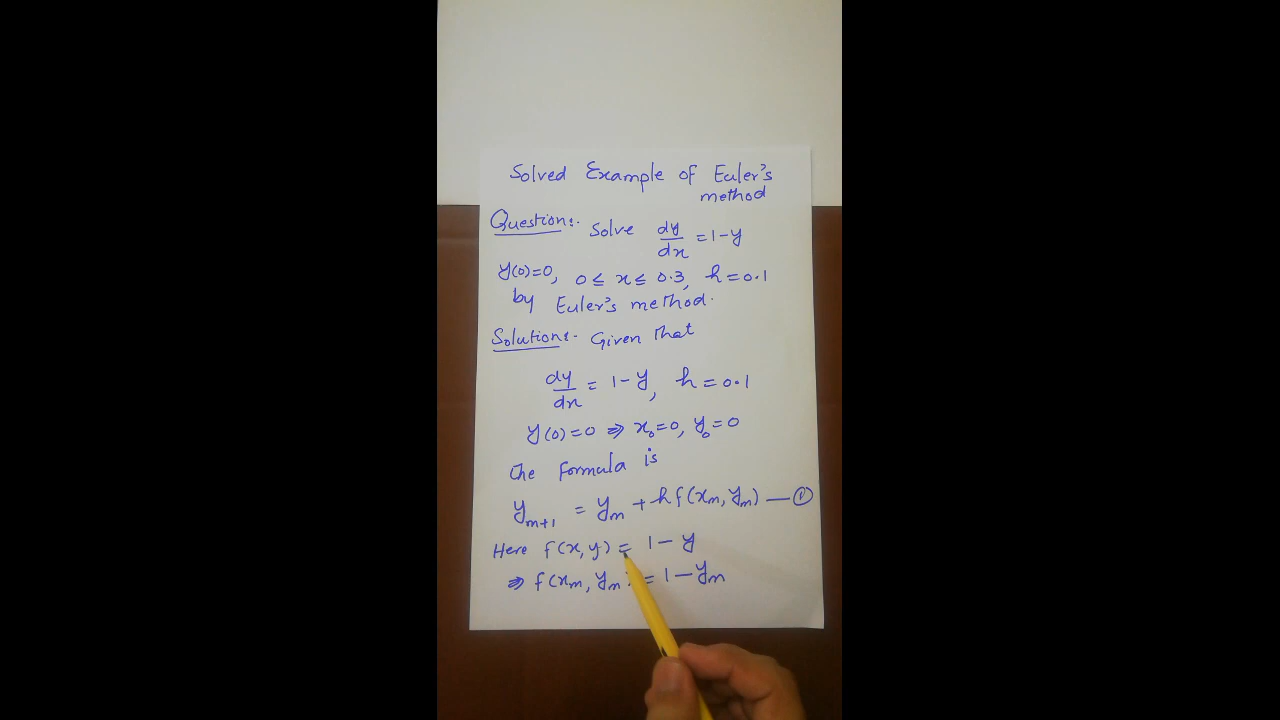 Solved Example of Euler's
method
Question:- Solve dy/dx = 1-y
y(0)=0, 0 ≤ x ≤ 0.3, h=0.1
by Euler's method.
Solution:- Given That
dy/dx = 1-y, h=0.1
y(0)=0 ⇒ x₀=0, y₀=0
The formula is
yₘ₊₁ = yₘ + hf(xₘ, yₘ) — ①
Here f(x,y) = 1-y
⇒ f(xₘ, yₘ) = 1-yₘ